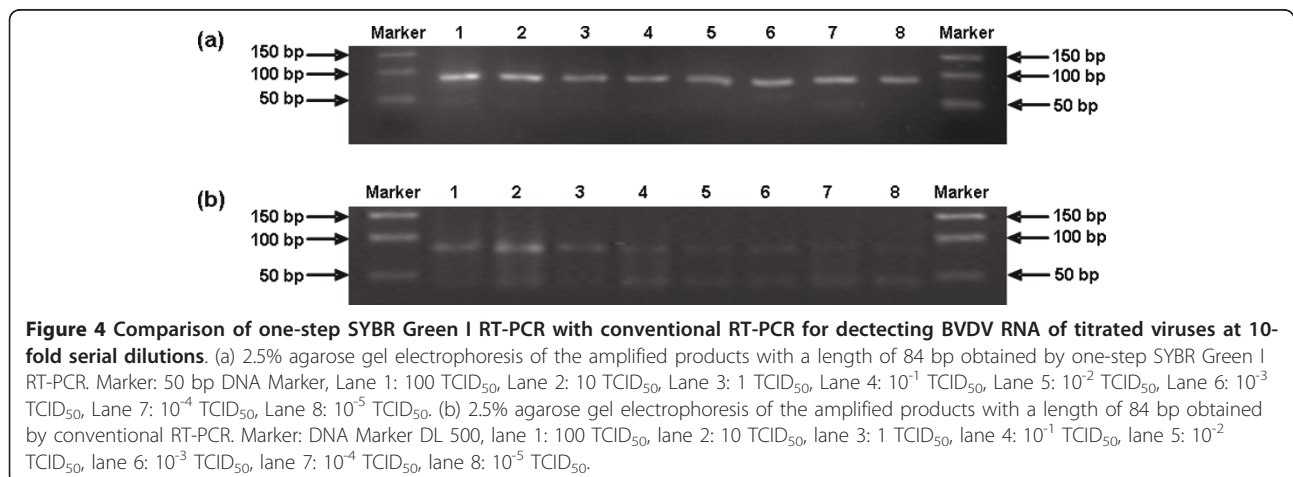 (a)
Marker 1 2 3 4 5 6 7 8 Marker
150 bp 150 bp
100 bp 100 bp
50 bp 50 bp
(b)
Marker 1 2 3 4 5 6 7 8 Marker
150 bp 150 bp
100 bp 100 bp
50 bp 50 bp
Figure 4 Comparison of one-step SYBR Green I RT-PCR with conventional RT-PCR for dectecting BVDV RNA of titrated viruses at 10-
fold serial dilutions. (a) 2.5% agarose gel electrophoresis of the amplified products with a length of 84 bp obtained by one-step SYBR Green I
RT-PCR. Marker: 50 bp DNA Marker, Lane 1: 100 TCID₅₀, Lane 2: 10 TCID₅₀, Lane 3: 1 TCID₅₀, Lane 4: 10⁻¹ TCID₅₀, Lane 5: 10⁻² TCID₅₀, Lane 6: 10⁻³
TCID₅₀, Lane 7: 10⁻⁴ TCID₅₀, Lane 8: 10⁻⁵ TCID₅₀. (b) 2.5% agarose gel electrophoresis of the amplified products with a length of 84 bp obtained
by conventional RT-PCR. Marker: DNA Marker DL 500, lane 1: 100 TCID₅₀, lane 2: 10 TCID₅₀, lane 3: 1 TCID₅₀, lane 4: 10⁻¹ TCID₅₀, lane 5: 10⁻²
TCID₅₀, lane 6: 10⁻³ TCID₅₀, lane 7: 10⁻⁴ TCID₅₀, lane 8: 10⁻⁵ TCID₅₀.